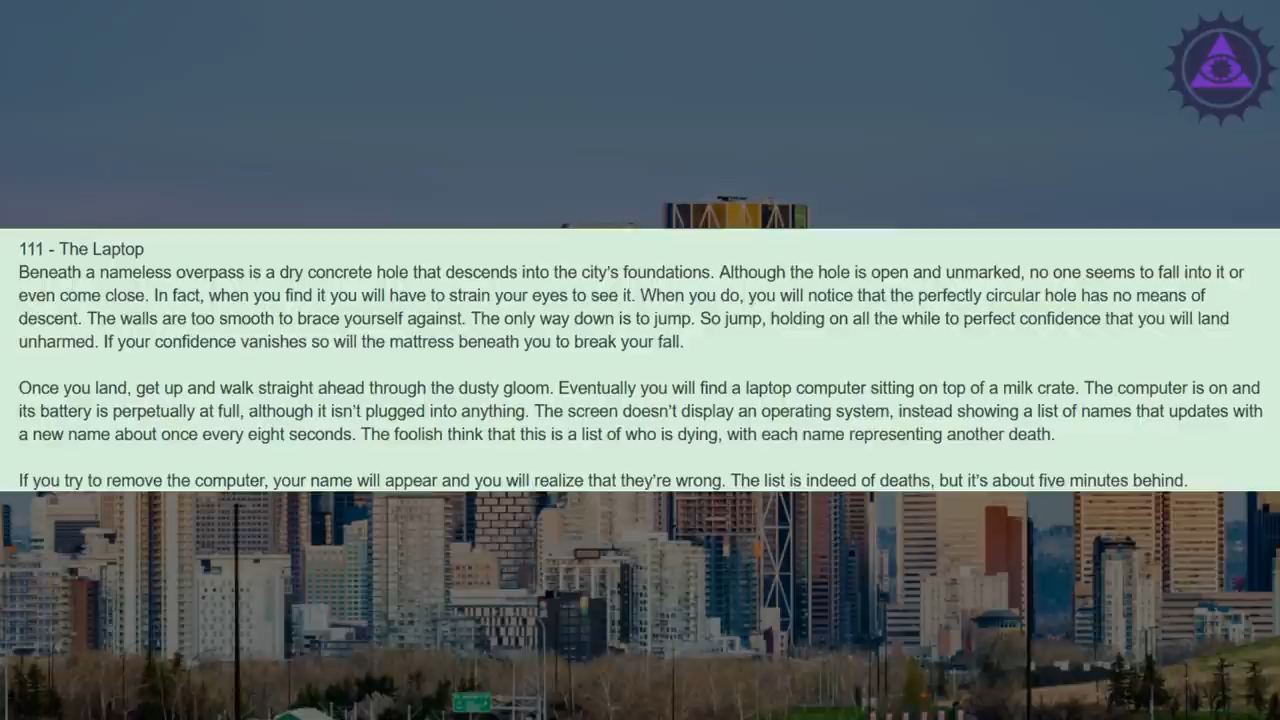 111 - The Laptop
Beneath a nameless overpass is a dry concrete hole that descends into the city's foundations. Although the hole is open and unmarked, no one seems to fall into it or
even come close. In fact, when you find it you will have to strain your eyes to see it. When you do, you will notice that the perfectly circular hole has no means of
descent. The walls are too smooth to brace yourself against. The only way down is to jump. So jump, holding on all the while to perfect confidence that you will land
unharmed. If your confidence vanishes so will the mattress beneath you to break your fall.
Once you land, get up and walk straight ahead through the dusty gloom. Eventually you will find a laptop computer sitting on top of a milk crate. The computer is on and
its battery is perpetually at full, although it isn't plugged into anything. The screen doesn't display an operating system, instead showing a list of names that updates with
a new name about once every eight seconds. The foolish think that this is a list of who is dying, with each name representing another death.
If you try to remove the computer, your name will appear and you will realize that they're wrong. The list is indeed of deaths, but it's about five minutes behind.